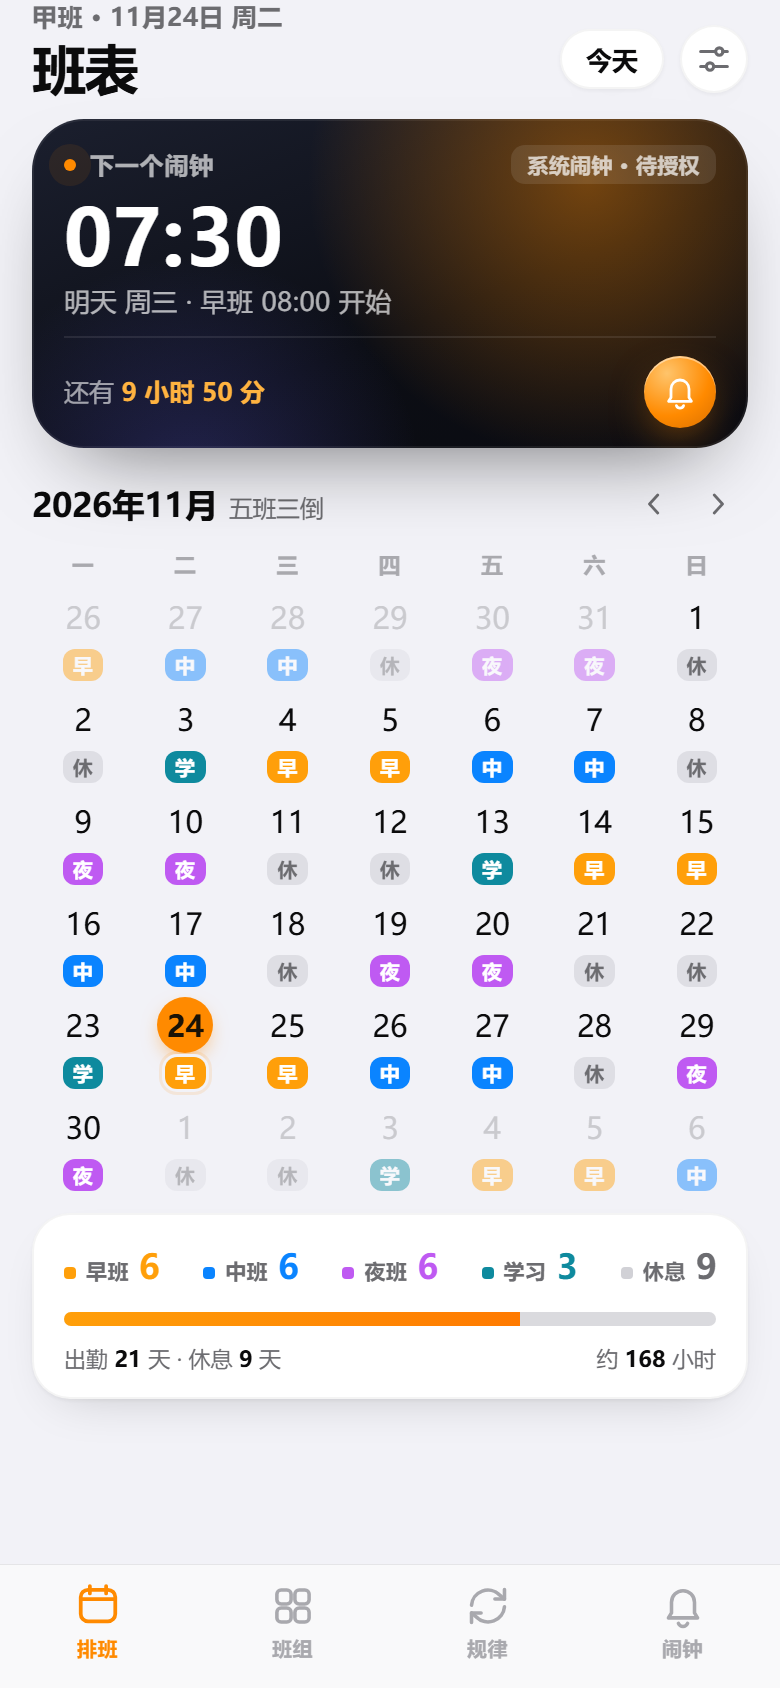 甲班 • 11月24日 周二
班表
今天
下一个闹钟
系统闹钟 • 待授权
07:30
明天 周三 · 早班 08:00 开始
还有 9 小时 50 分
2026年11月 五班三倒
一 二 三 四 五 六 日
26 27 28 29 30 31 1
早 中 中 休 夜 夜 休
2 3 4 5 6 7 8
休 学 早 早 中 中 休
9 10 11 12 13 14 15
夜 夜 休 休 学 早 早
16 17 18 19 20 21 22
中 中 休 夜 夜 休 休
23 24 25 26 27 28 29
学 早 早 中 中 休 夜
30 1 2 3 4 5 6
夜 休 休 学 早 早 中
早班 6 中班 6 夜班 6 学习 3 休息 9
出勤 21 天 · 休息 9 天 约 168 小时
排班 班组 规律 闹钟